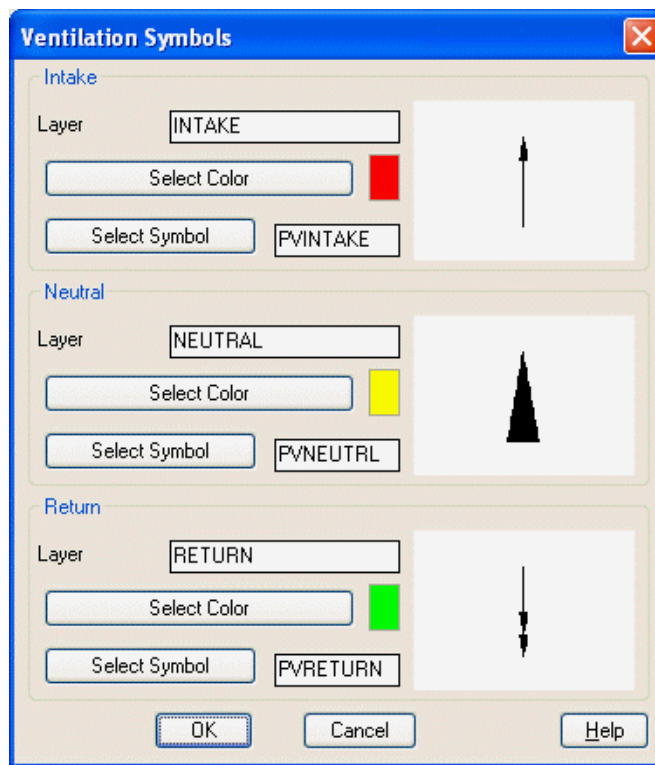 Ventilation Symbols
Intake
Layer INTAKE
Select Color
Select Symbol PVINTAKE
Neutral
Layer NEUTRAL
Select Color
Select Symbol PVNEUTRL
Return
Layer RETURN
Select Color
Select Symbol PVRETURN
OK Cancel Help